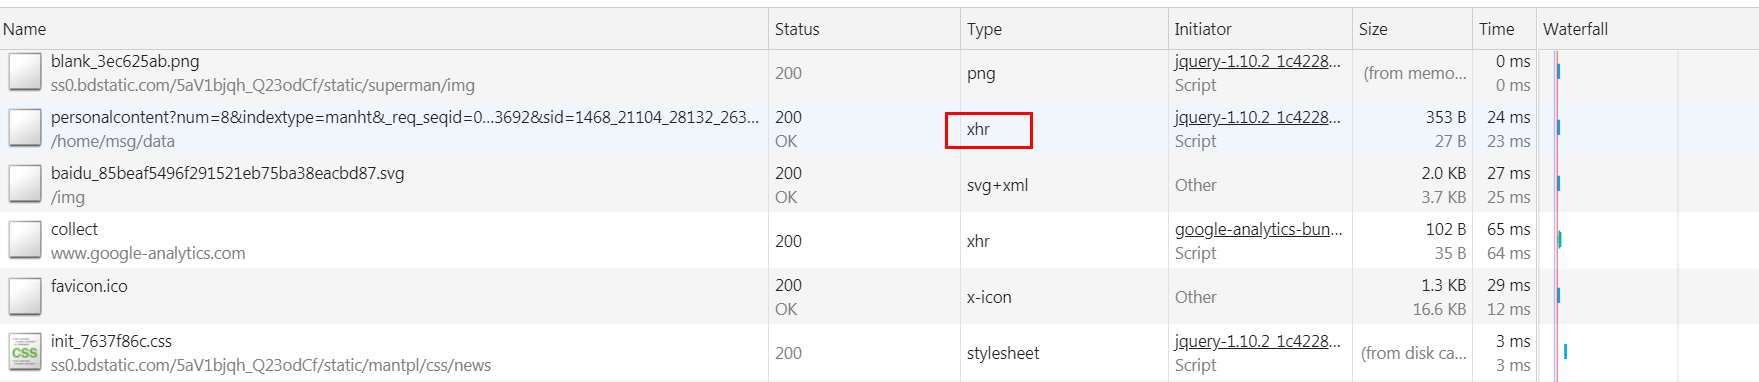 Name Status Type Initiator Size Time Waterfall
blank_3ec625ab.png jquery-1.10.2_1c4228... 0 ms
200 png (from memo...
ss0.bdstatic.com/5aV1bjqh_Q23odCf/static/superman/img Script 0 ms
personalcontent?num=8&indextype=manht&_req_seqid=0...3692&sid=1468_21104_28132_263... 200 jquery-1.10.2_1c4228... 353 B 24 ms
xhr
/home/msg/data OK Script 27 B 23 ms
baidu_85beaf5496f291521eb75ba38eacbd87.svg 200 2.0 KB 27 ms
svg+xml Other
/img OK 3.7 KB 25 ms
collect google-analytics-bun... 102 B 65 ms
200 xhr
www.google-analytics.com Script 35 B 64 ms
favicon.ico 200 1.3 KB 29 ms
x-icon Other
OK 16.6 KB 12 ms
init_7637f86c.css jquery-1.10.2_1c4228... 3 ms
CSS 200 stylesheet (from disk ca...
ss0.bdstatic.com/5aV1bjqh_Q23odCf/static/mantpl/css/news Script 3 ms